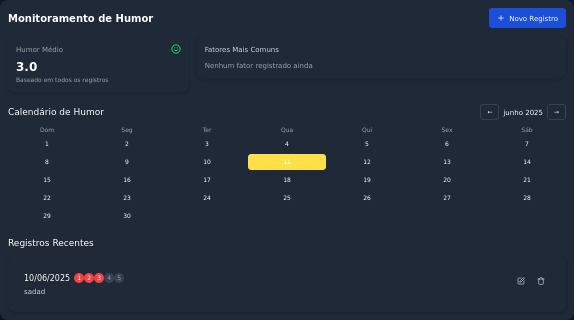 Monitoramento de Humor
+ Novo Registro
Humor Médio
3.0
Baseado em todos os registros
Fatores Mais Comuns
Nenhum fator registrado ainda
Calendário de Humor
← junho 2025 →
Dom Seg Ter Qua Qui Sex Sáb
1 2 3 4 5 6 7
8 9 10 11 12 13 14
15 16 17 18 19 20 21
22 23 24 25 26 27 28
29 30
Registros Recentes
10/06/2025 1 2 3 4 5
sadad